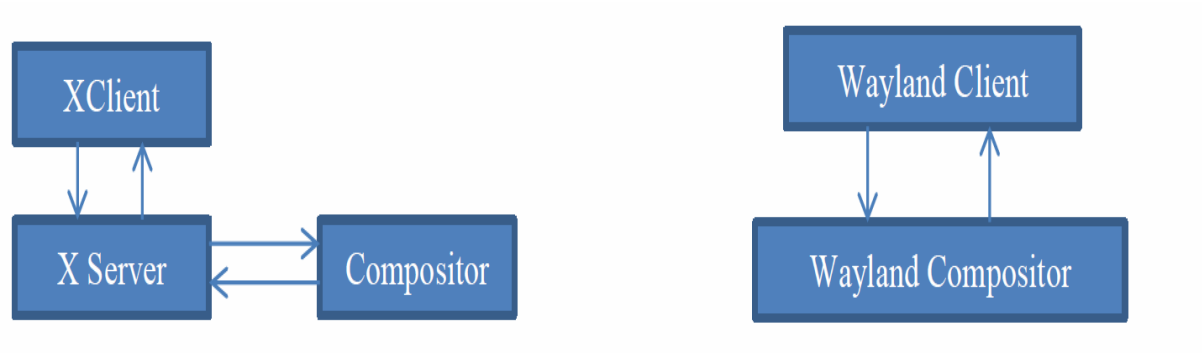 XClient
X Server
Compositor
Wayland Client
Wayland Compositor